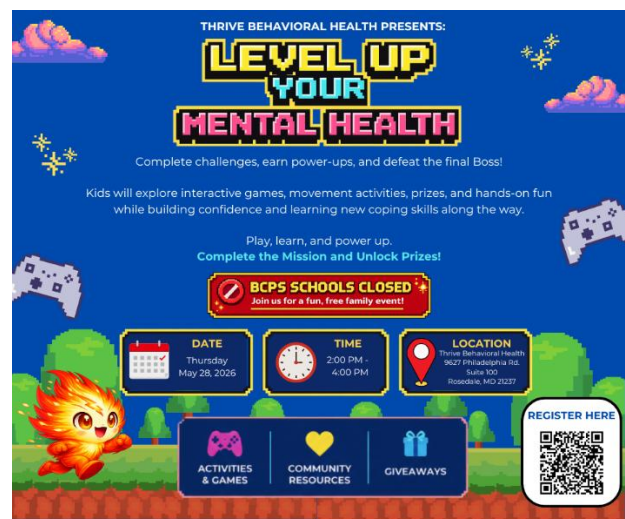 THRIVE BEHAVIORAL HEALTH PRESENTS:
LEVEL UP
YOUR
MENTAL HEALTH
Complete challenges, earn power-ups, and defeat the final Boss!
Kids will explore interactive games, movement activities, prizes, and hands-on fun
while building confidence and learning new coping skills along the way.
Play, learn, and power up.
Complete the Mission and Unlock Prizes!
BCPS SCHOOLS CLOSED
Join us for a fun, free family event!
DATE
Thursday
May 28, 2026
TIME
2:00 PM -
4:00 PM
LOCATION
Thrive Behavioral Health
9627 Philadelphia Rd.
Suite 100
Rosedale, MD 21237
ACTIVITIES
& GAMES
COMMUNITY
RESOURCES
GIVEAWAYS
REGISTER HERE